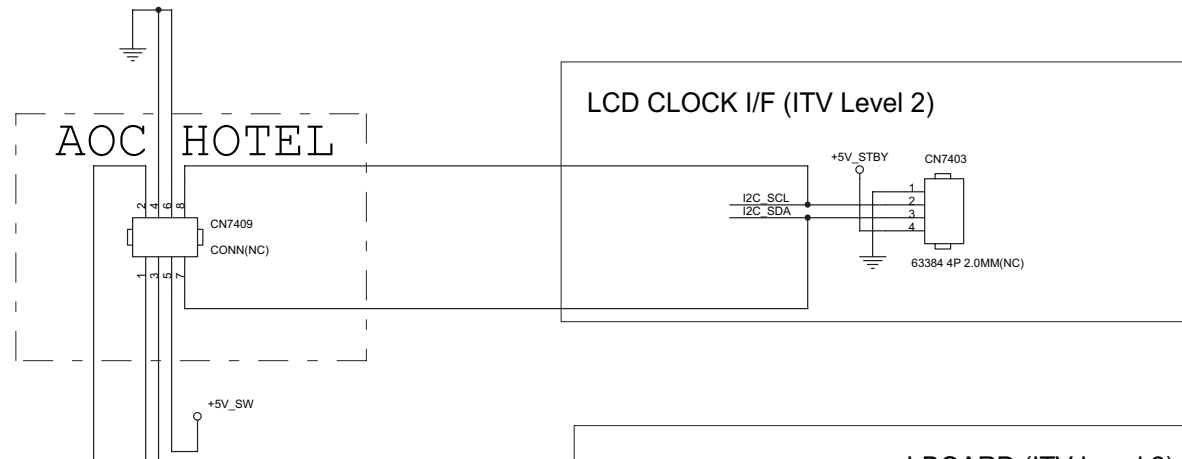 LCD CLOCK I/F (ITV Level 2)
AOC HOTEL
+5V_STBY
CN7403
2
4
6
8
I2C_SCL
I2C_SDA
1
2
3
4
CN7409
CONN(NC)
63384 4P 2.0MM(NC)
1
3
5
7
+5V_SW